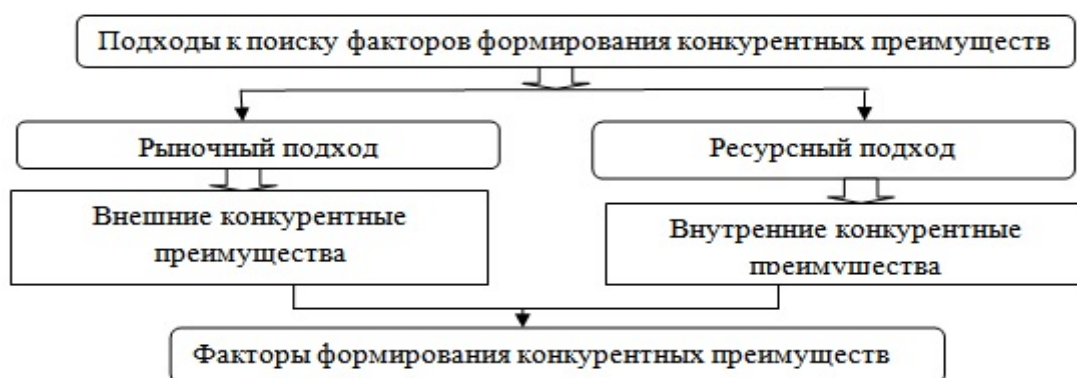 Подходы к поиску факторов формирования конкурентных преимуществ
Рыночный подход
Ресурсный подход
Внешние конкурентные
преимущества
Внутренние конкурентные
преимущества
Факторы формирования конкурентных преимуществ